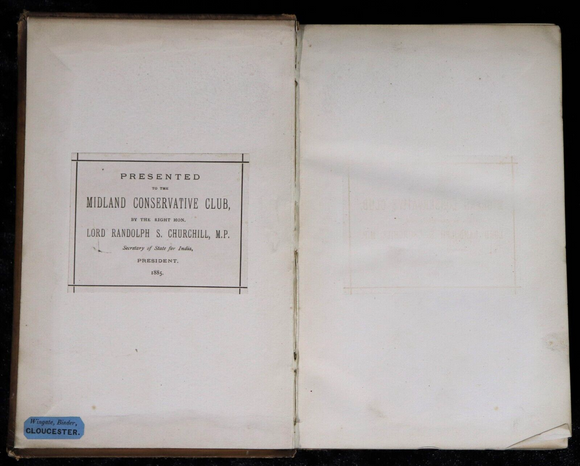 PRESENTED
TO THE
MIDLAND CONSERVATIVE CLUB,
BY THE RIGHT HON.
LORD RANDOLPH S. CHURCHILL, M.P.
Secretary of State for India,
PRESIDENT.
1885.
Wingate, Binder,
GLOUCESTER.